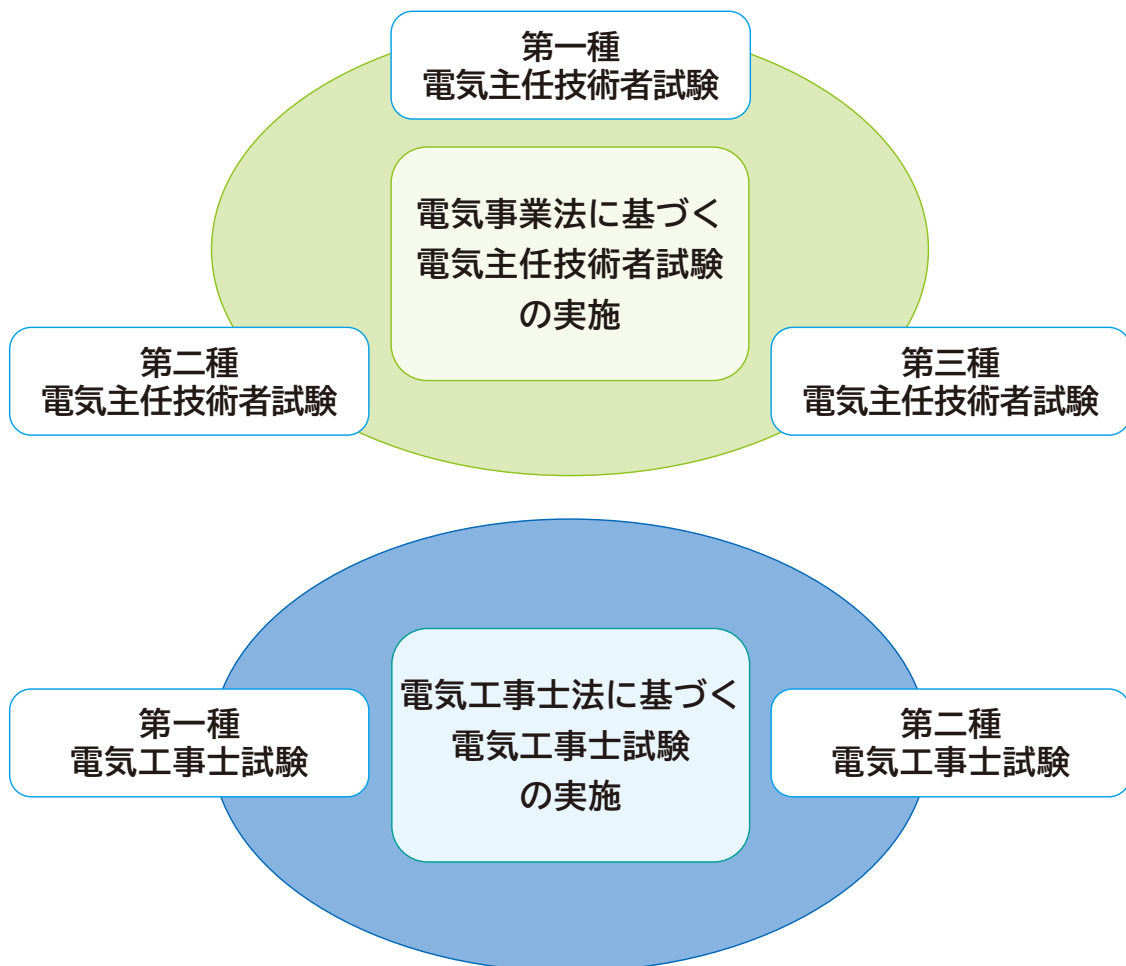 第一種
電気主任技術者試験
電気事業法に基づく
電気主任技術者試験
の実施
第二種
電気主任技術者試験
第三種
電気主任技術者試験
電気工事士法に基づく
電気工事士試験
の実施
第一種
電気工事士試験
第二種
電気工事士試験